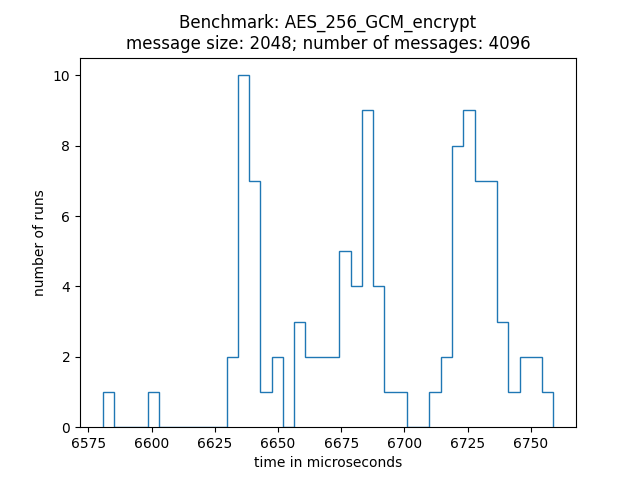 Benchmark: AES_256_GCM_encrypt
message size: 2048; number of messages: 4096
number of runs
10
8
6
4
2
0
6575 6600 6625 6650 6675 6700 6725 6750
time in microseconds